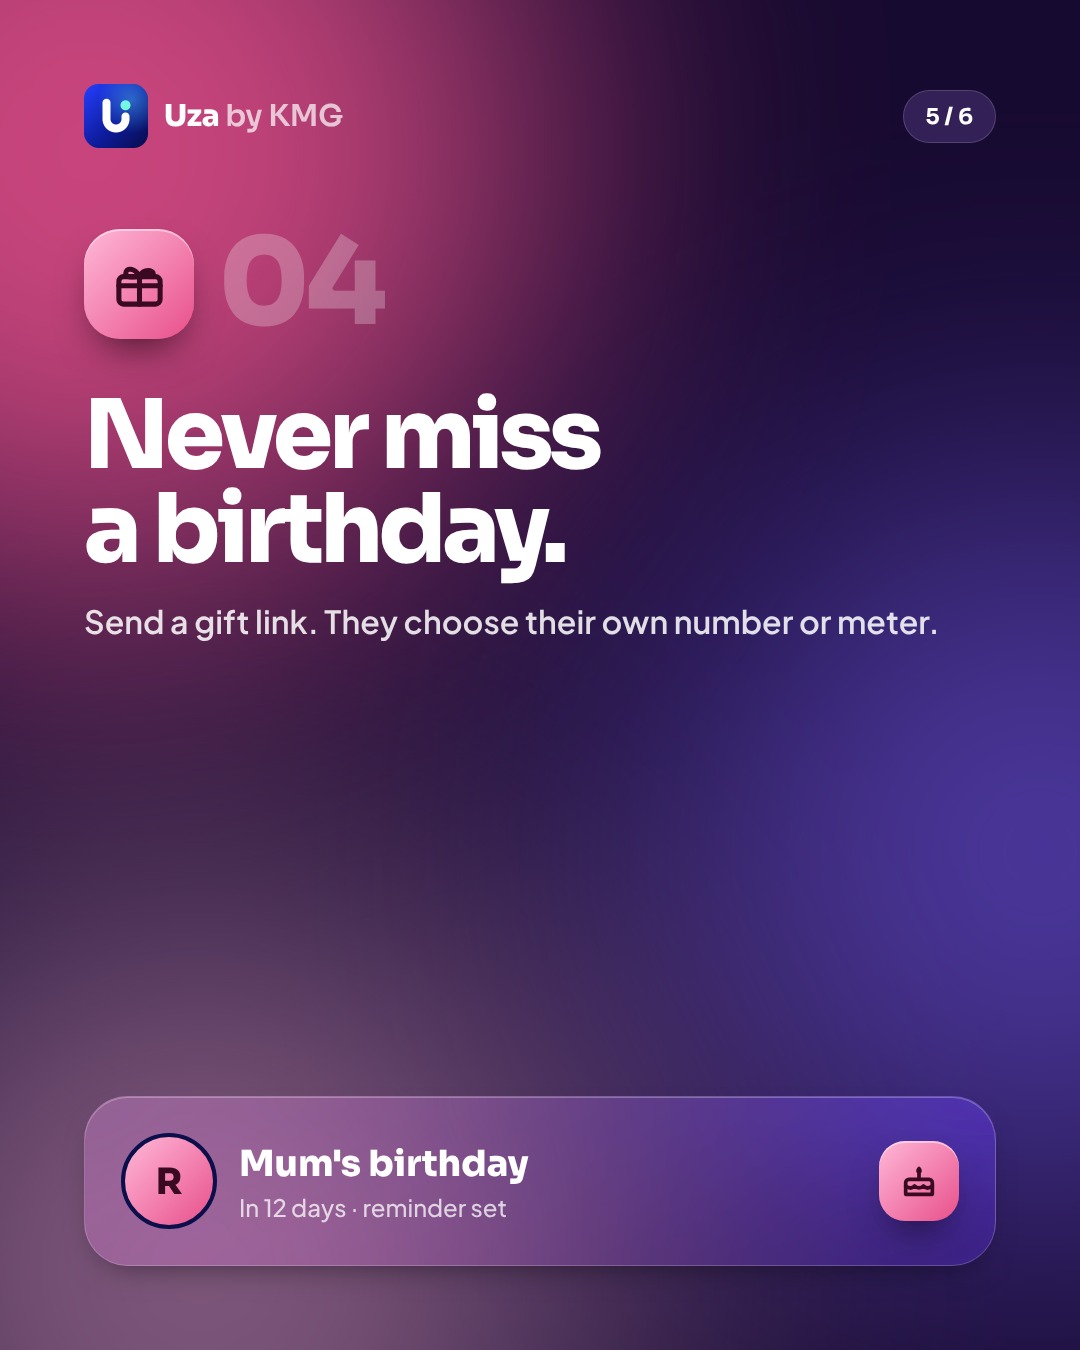 Uza by KMG
5 / 6
04
Never miss
a birthday.
Send a gift link. They choose their own number or meter.
R
Mum's birthday
In 12 days · reminder set